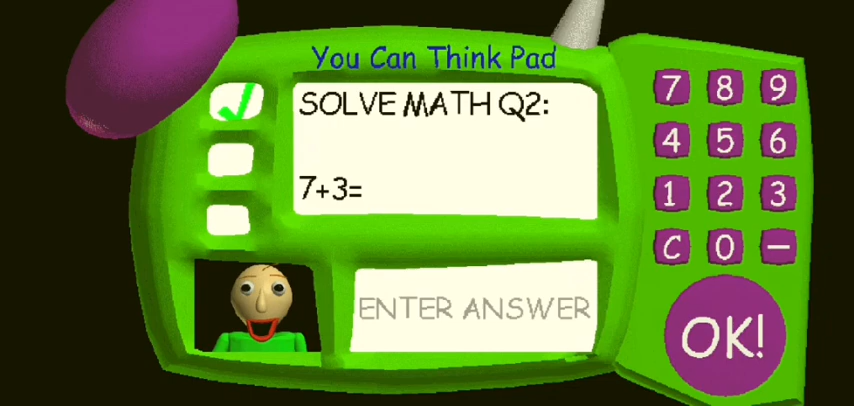 You Can Think Pad
SOLVE MATH Q2:
7+3=
ENTER ANSWER
7 8 9
4 5 6
1 2 3
C 0 −
OK!